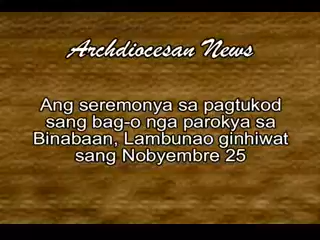 Archdiocesan News
Ang seremonya sa pagtukod
sang bag-o nga parokya sa
Binabaan, Lambunao ginhiwat
sang Nobyembre 25